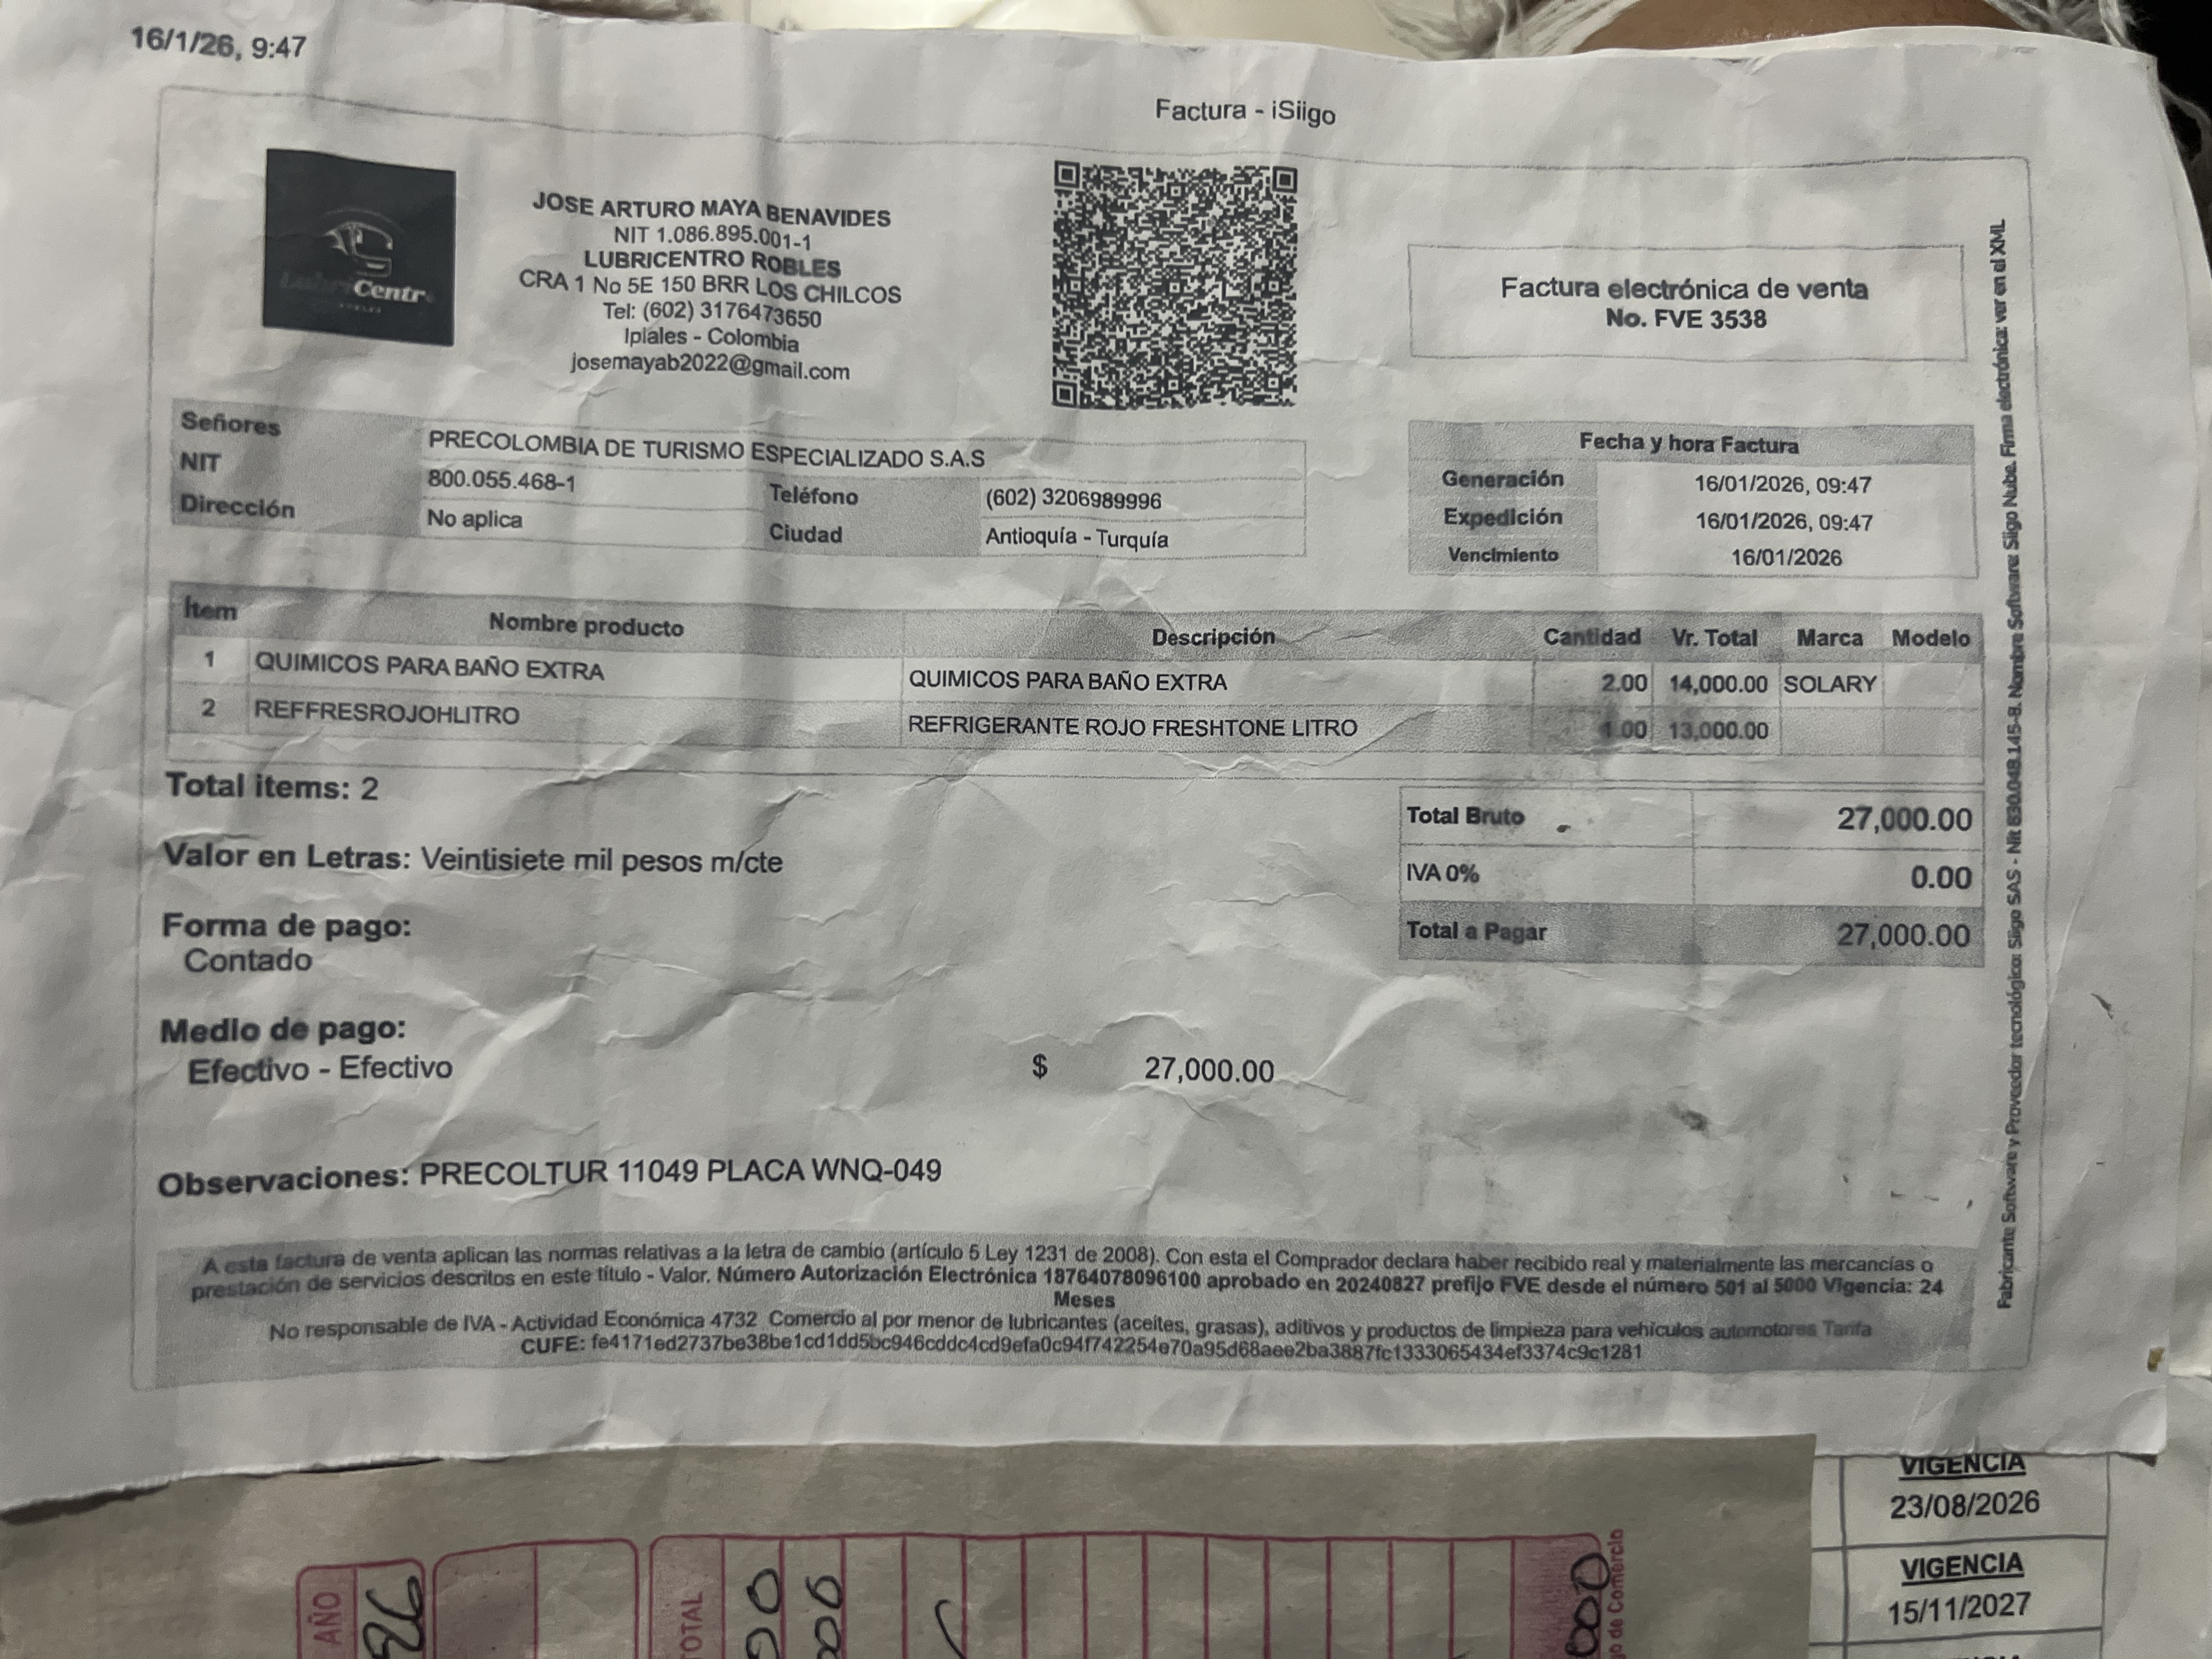 16/1/26, 9:47
Factura - iSiigo
LubriCentr
JOSE ARTURO MAYA BENAVIDES
NIT 1.086.895.001-1
LUBRICENTRO ROBLES
CRA 1 No 5E 150 BRR LOS CHILCOS
Tel: (602) 3176473650
Ipiales - Colombia
josemayab2022@gmail.com
Factura electrónica de venta
No. FVE 3538
Señores PRECOLOMBIA DE TURISMO ESPECIALIZADO S.A.S
NIT 800.055.468-1 Teléfono (602) 3206989996
Dirección No aplica Ciudad Antioquía - Turquía
Fecha y hora Factura
Generación 16/01/2026, 09:47
Expedición 16/01/2026, 09:47
Vencimiento 16/01/2026
Ítem Nombre producto Descripción Cantidad Vr. Total Marca Modelo
1 QUIMICOS PARA BAÑO EXTRA QUIMICOS PARA BAÑO EXTRA 2.00 14,000.00 SOLARY
2 REFFRESROJOHLITRO REFRIGERANTE ROJO FRESHTONE LITRO 1.00 13,000.00
Total items: 2
Total Bruto 27,000.00
IVA 0% 0.00
Total a Pagar 27,000.00
Valor en Letras: Veintisiete mil pesos m/cte
Forma de pago:
Contado
Medio de pago:
Efectivo - Efectivo $ 27,000.00
Observaciones: PRECOLTUR 11049 PLACA WNQ-049
A esta factura de venta aplican las normas relativas a la letra de cambio (artículo 5 Ley 1231 de 2008). Con esta el Comprador declara haber recibido real y materialmente las mercancías o
prestación de servicios descritos en este título - Valor. Número Autorización Electrónica 18764078096100 aprobado en 20240827 prefijo FVE desde el número 501 al 5000 Vigencia: 24
Meses
No responsable de IVA - Actividad Económica 4732 Comercio al por menor de lubricantes (aceites, grasas), aditivos y productos de limpieza para vehículos automotores Tarifa
CUFE: fe4171ed2737be38be1cd1dd5bc946cddc4cd9efa0c94f742254e70a95d68aee2ba3887fc1333065434ef3374c9c1281
Fabricante Software y Proveedor tecnológico: Siigo SAS - Nit 830.048.145-8. Nombre Software: Siigo Nube. Firma electrónica: ver en el XML
VIGENCIA
23/08/2026
VIGENCIA
15/11/2027
AÑO
26
OTAL
00
000
000
go de Comercio